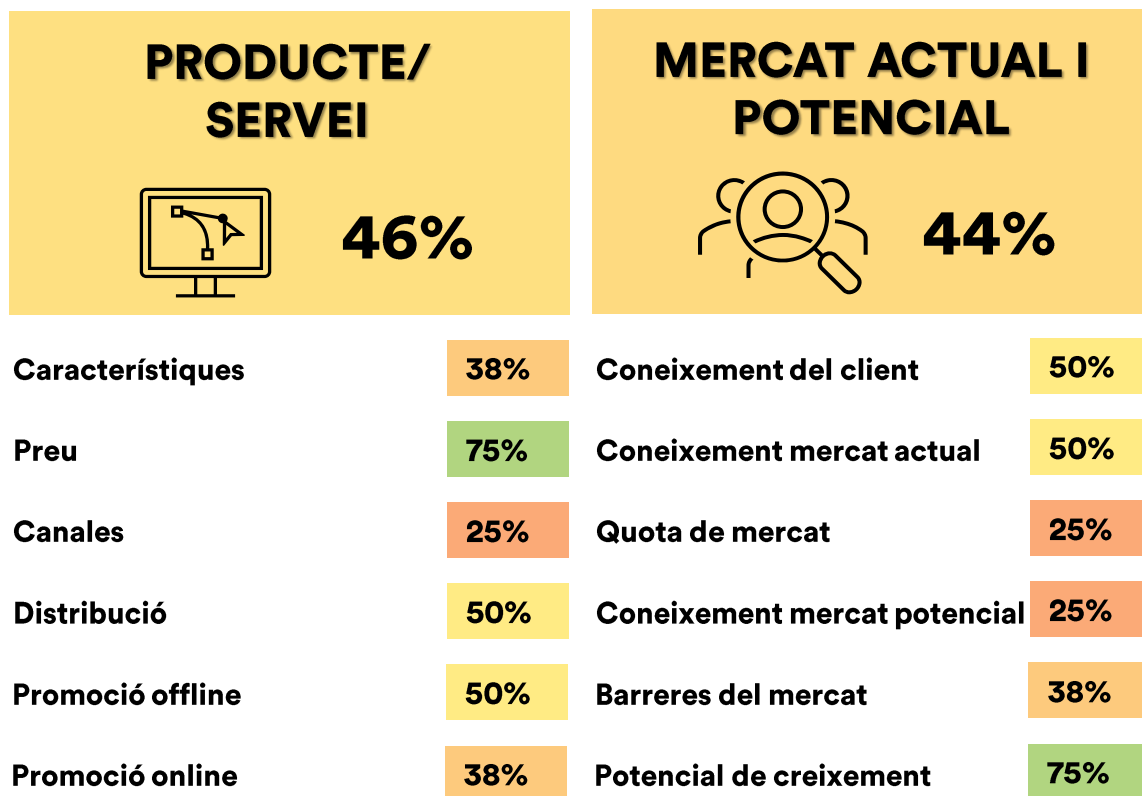 PRODUCTE/
SERVEI
46%
Característiques 38%
Preu 75%
Canales 25%
Distribució 50%
Promoció offline 50%
Promoció online 38%
MERCAT ACTUAL I
POTENCIAL
44%
Coneixement del client 50%
Coneixement mercat actual 50%
Quota de mercat 25%
Coneixement mercat potencial 25%
Barreres del mercat 38%
Potencial de creixement 75%